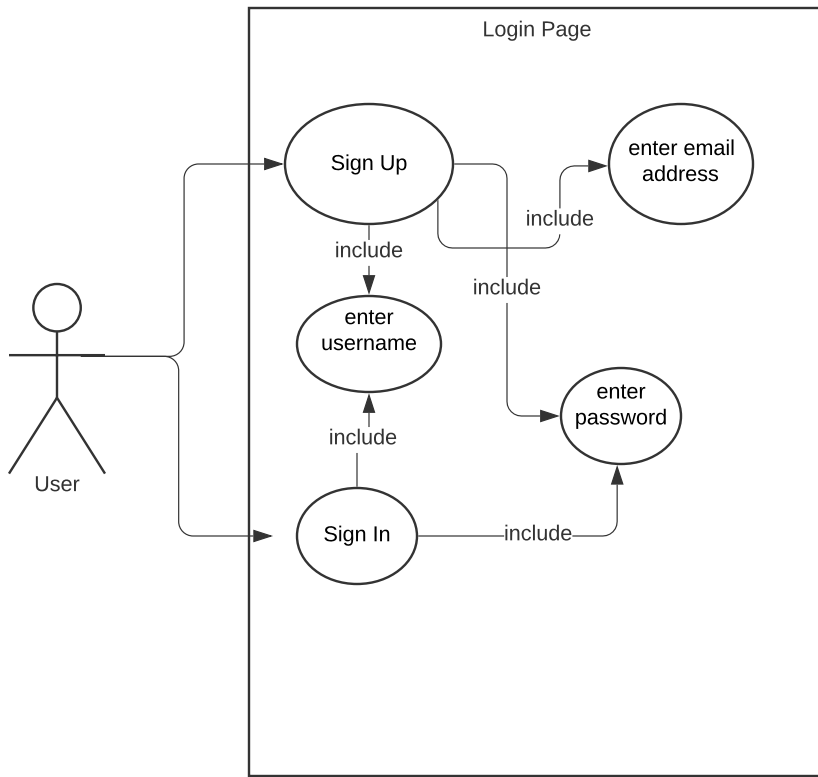 Login Page
Sign Up
enter email
address
include
include
include
enter
username
enter
password
include
User
Sign In
include